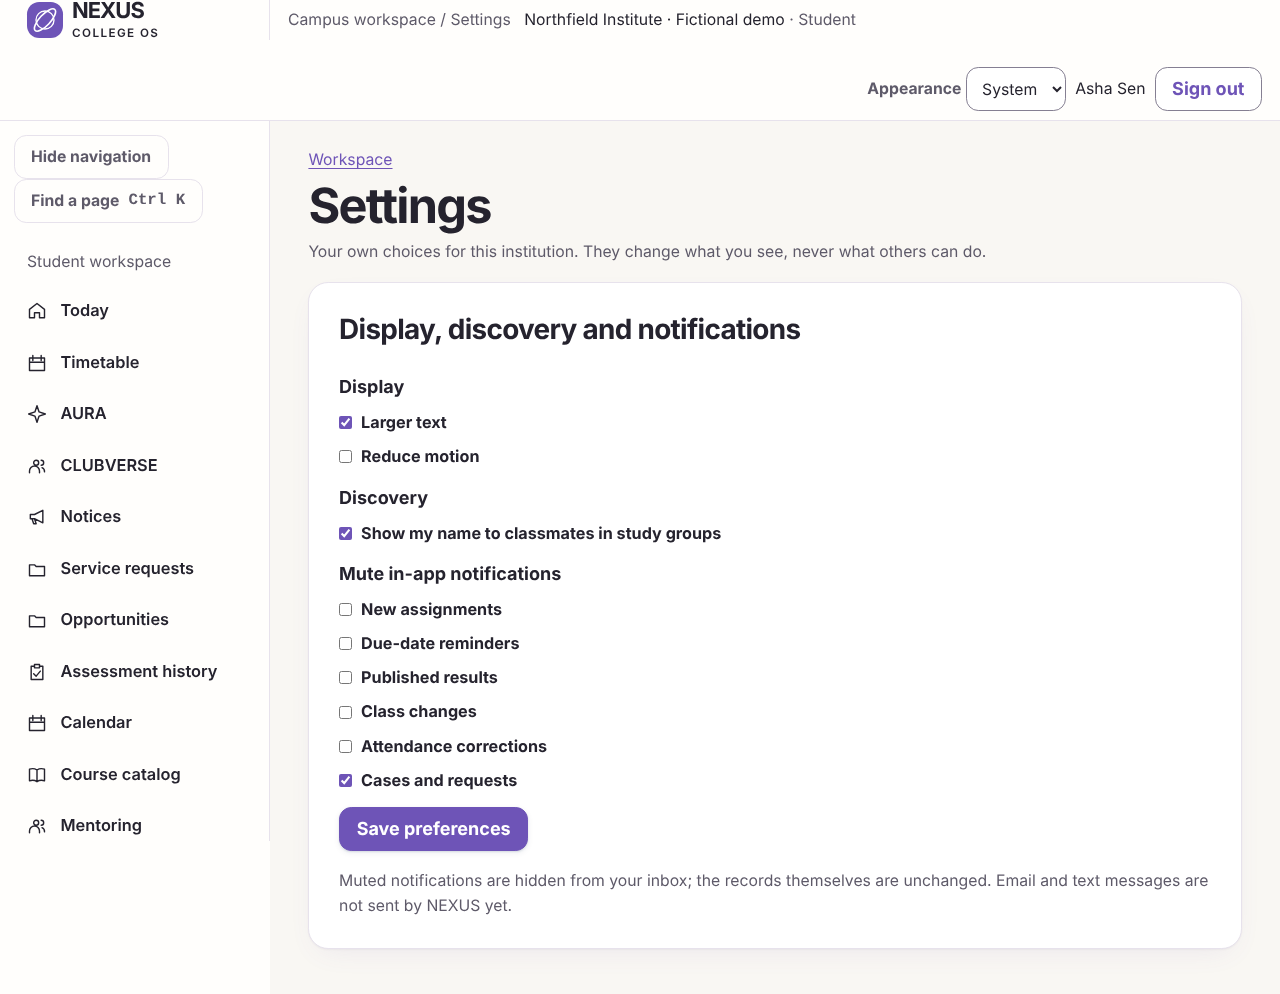 NEXUS
COLLEGE OS
Campus workspace / Settings Northfield Institute · Fictional demo · Student
Appearance System Asha Sen Sign out
Hide navigation
Find a page Ctrl K
Student workspace
Today
Timetable
AURA
CLUBVERSE
Notices
Service requests
Opportunities
Assessment history
Calendar
Course catalog
Mentoring
Workspace
Settings
Your own choices for this institution. They change what you see, never what others can do.
Display, discovery and notifications
Display
Larger text
Reduce motion
Discovery
Show my name to classmates in study groups
Mute in-app notifications
New assignments
Due-date reminders
Published results
Class changes
Attendance corrections
Cases and requests
Save preferences
Muted notifications are hidden from your inbox; the records themselves are unchanged. Email and text messages are
not sent by NEXUS yet.